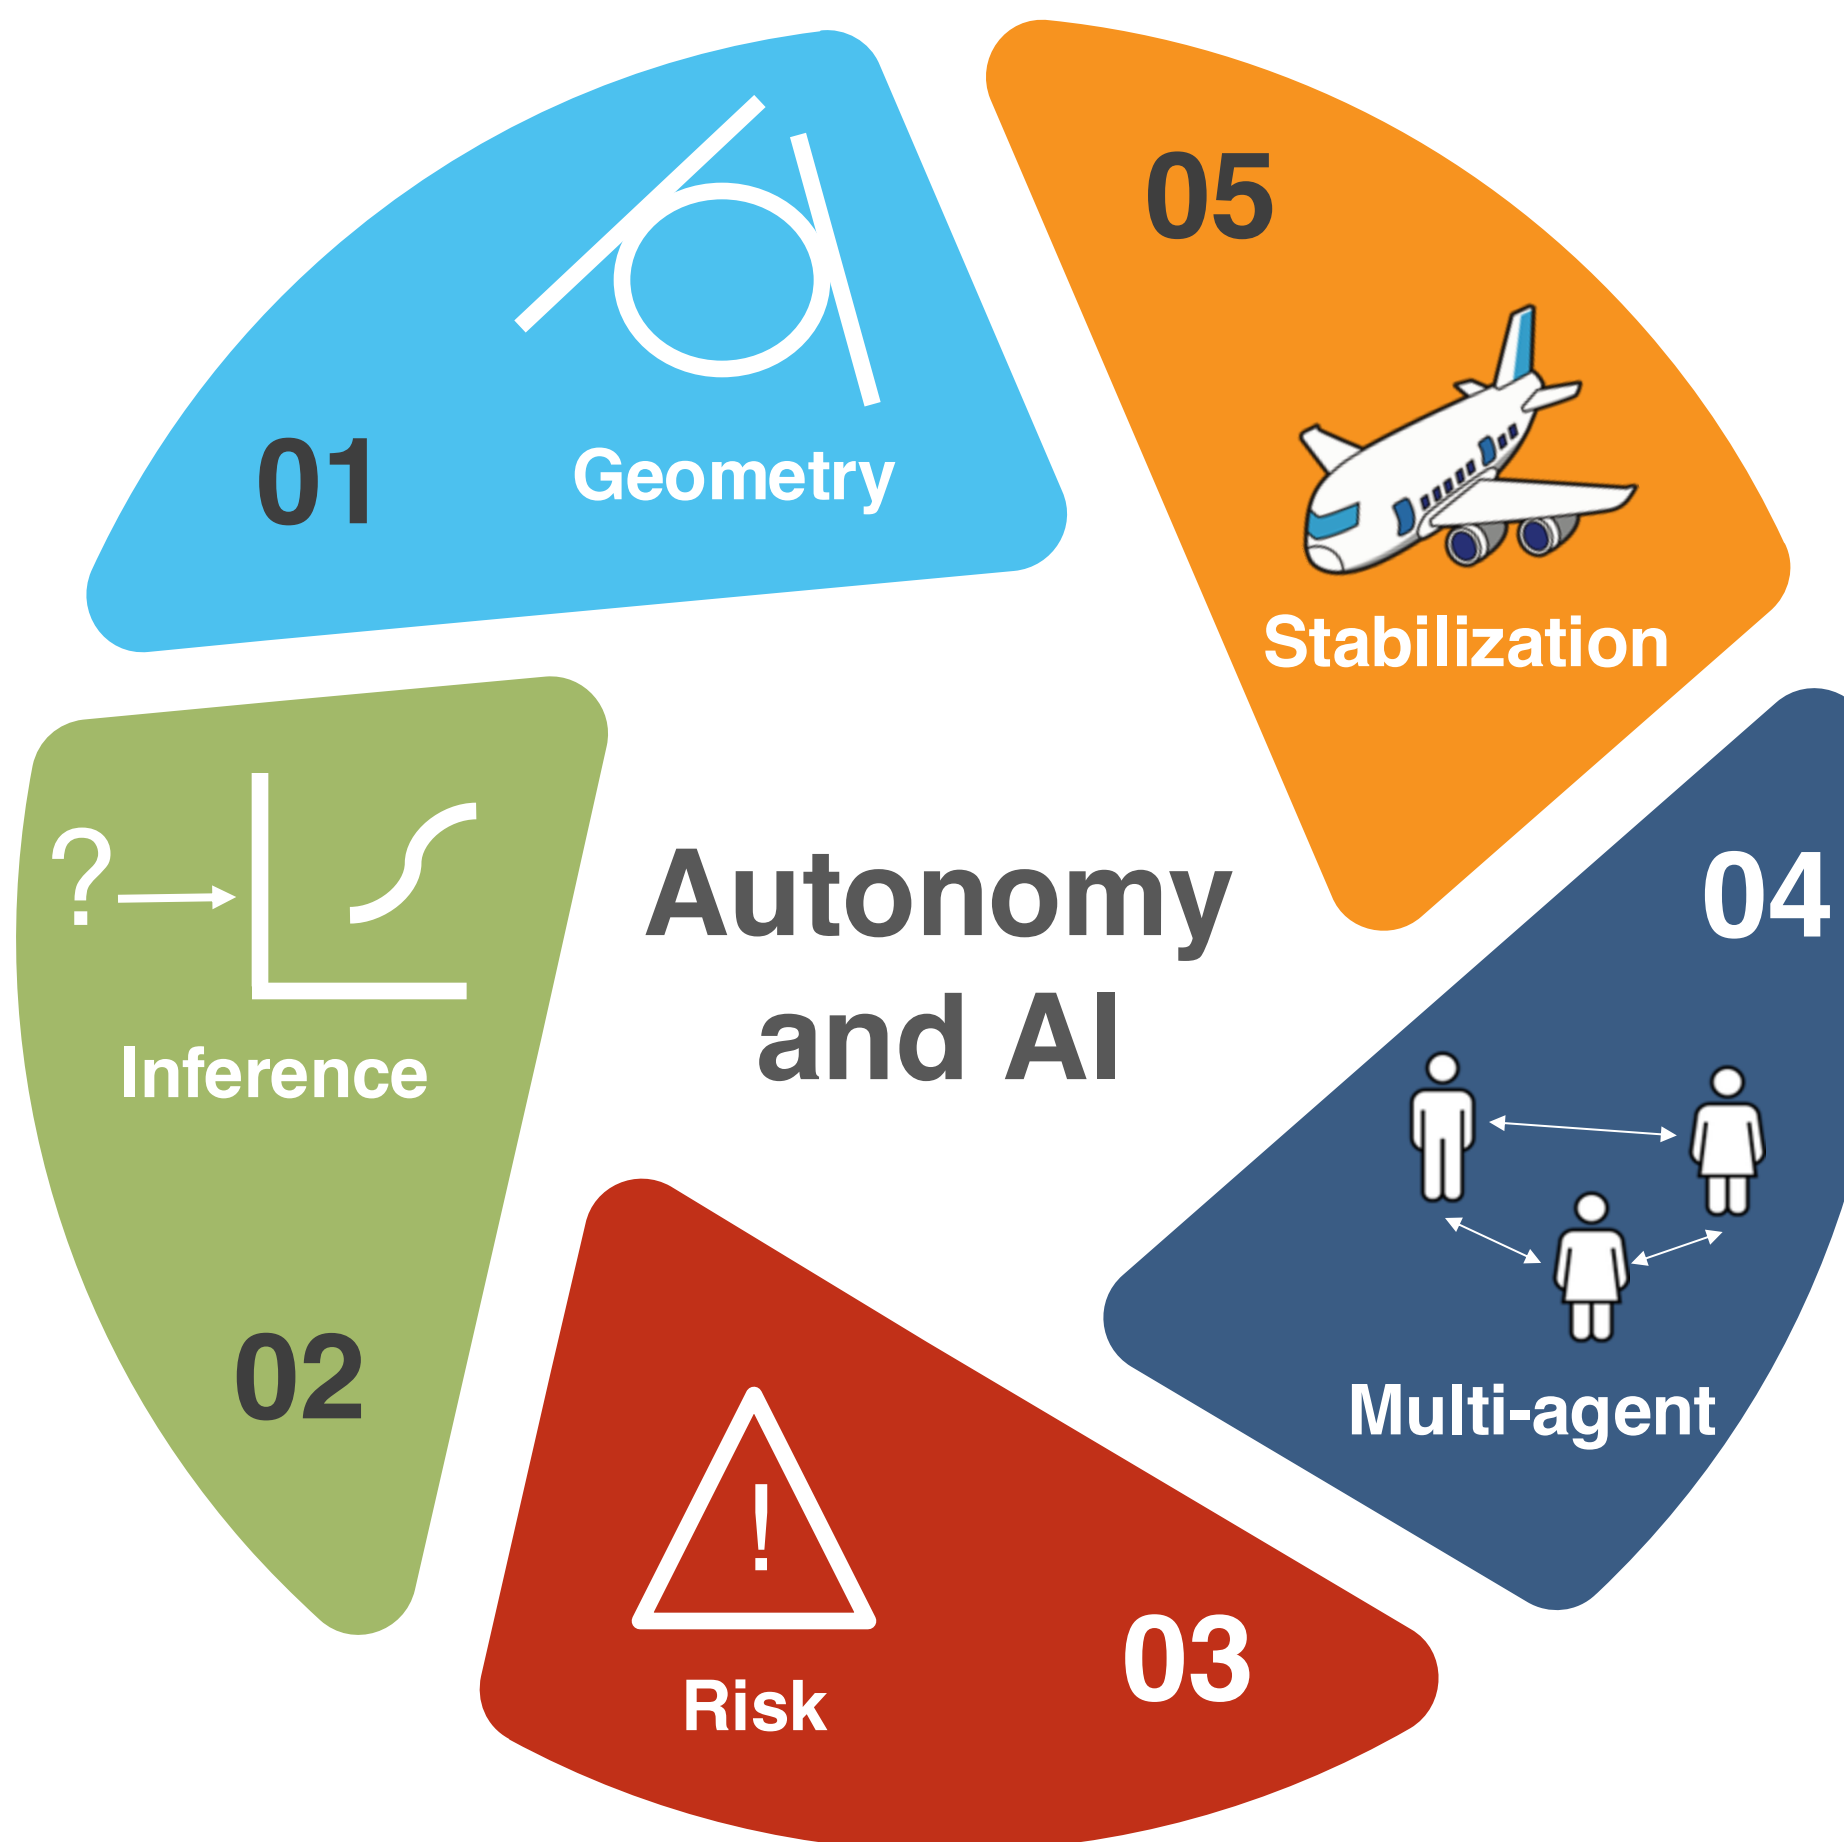 01
Geometry
?
Inference
02
!
Risk
03
04
Multi-agent
05
Stabilization
Autonomy
and AI